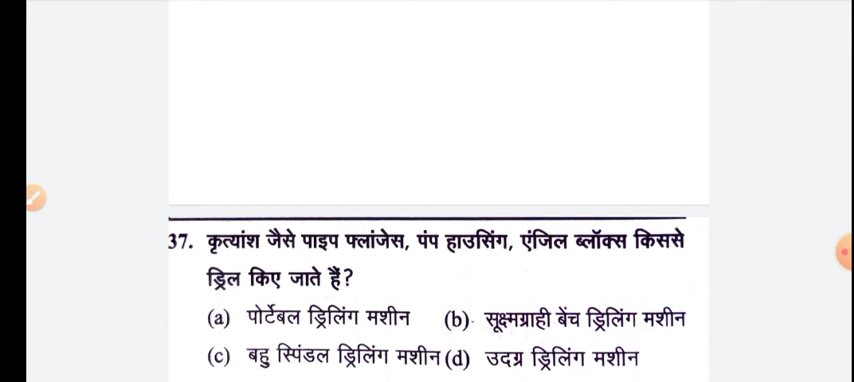 37. कृत्यांश जैसे पाइप फ्लांजेस, पंप हाउसिंग, एंजिल ब्लॉक्स किससे
ड्रिल किए जाते हैं?
(a) पोर्टेबल ड्रिलिंग मशीन (b) सूक्ष्मग्राही बेंच ड्रिलिंग मशीन
(c) बहु स्पिंडल ड्रिलिंग मशीन (d) उदग्र ड्रिलिंग मशीन